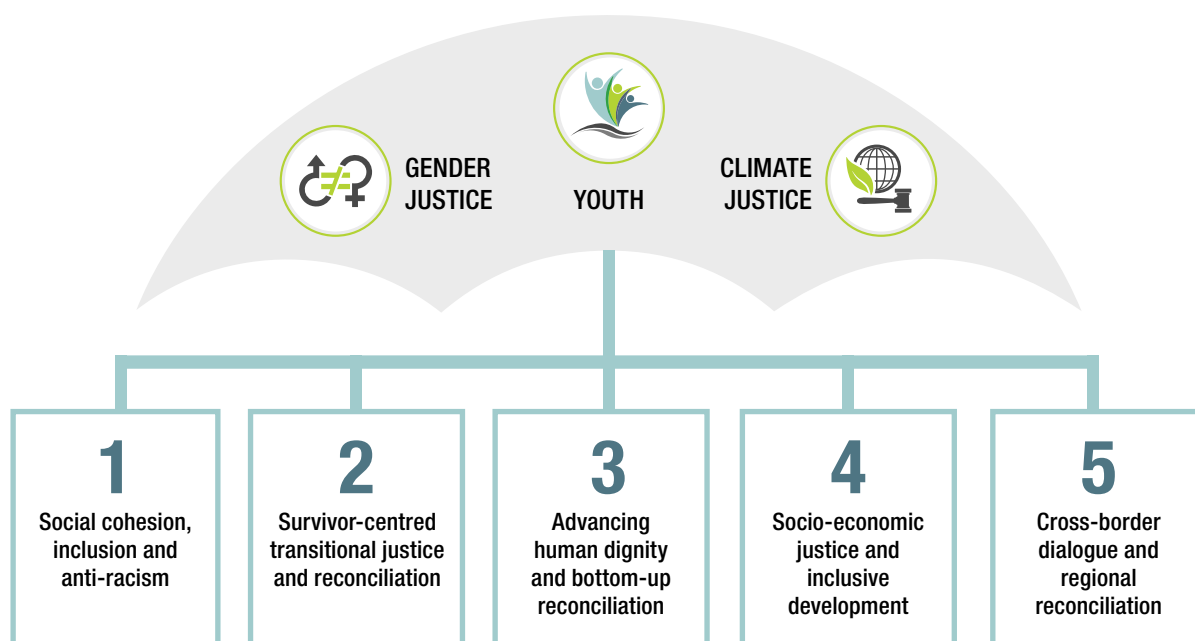 GENDER
JUSTICE
YOUTH
CLIMATE
JUSTICE
1
Social cohesion,
inclusion and
anti-racism
2
Survivor-centred
transitional justice
and reconciliation
3
Advancing
human dignity
and bottom-up
reconciliation
4
Socio-economic
justice and
inclusive
development
5
Cross-border
dialogue and
regional
reconciliation